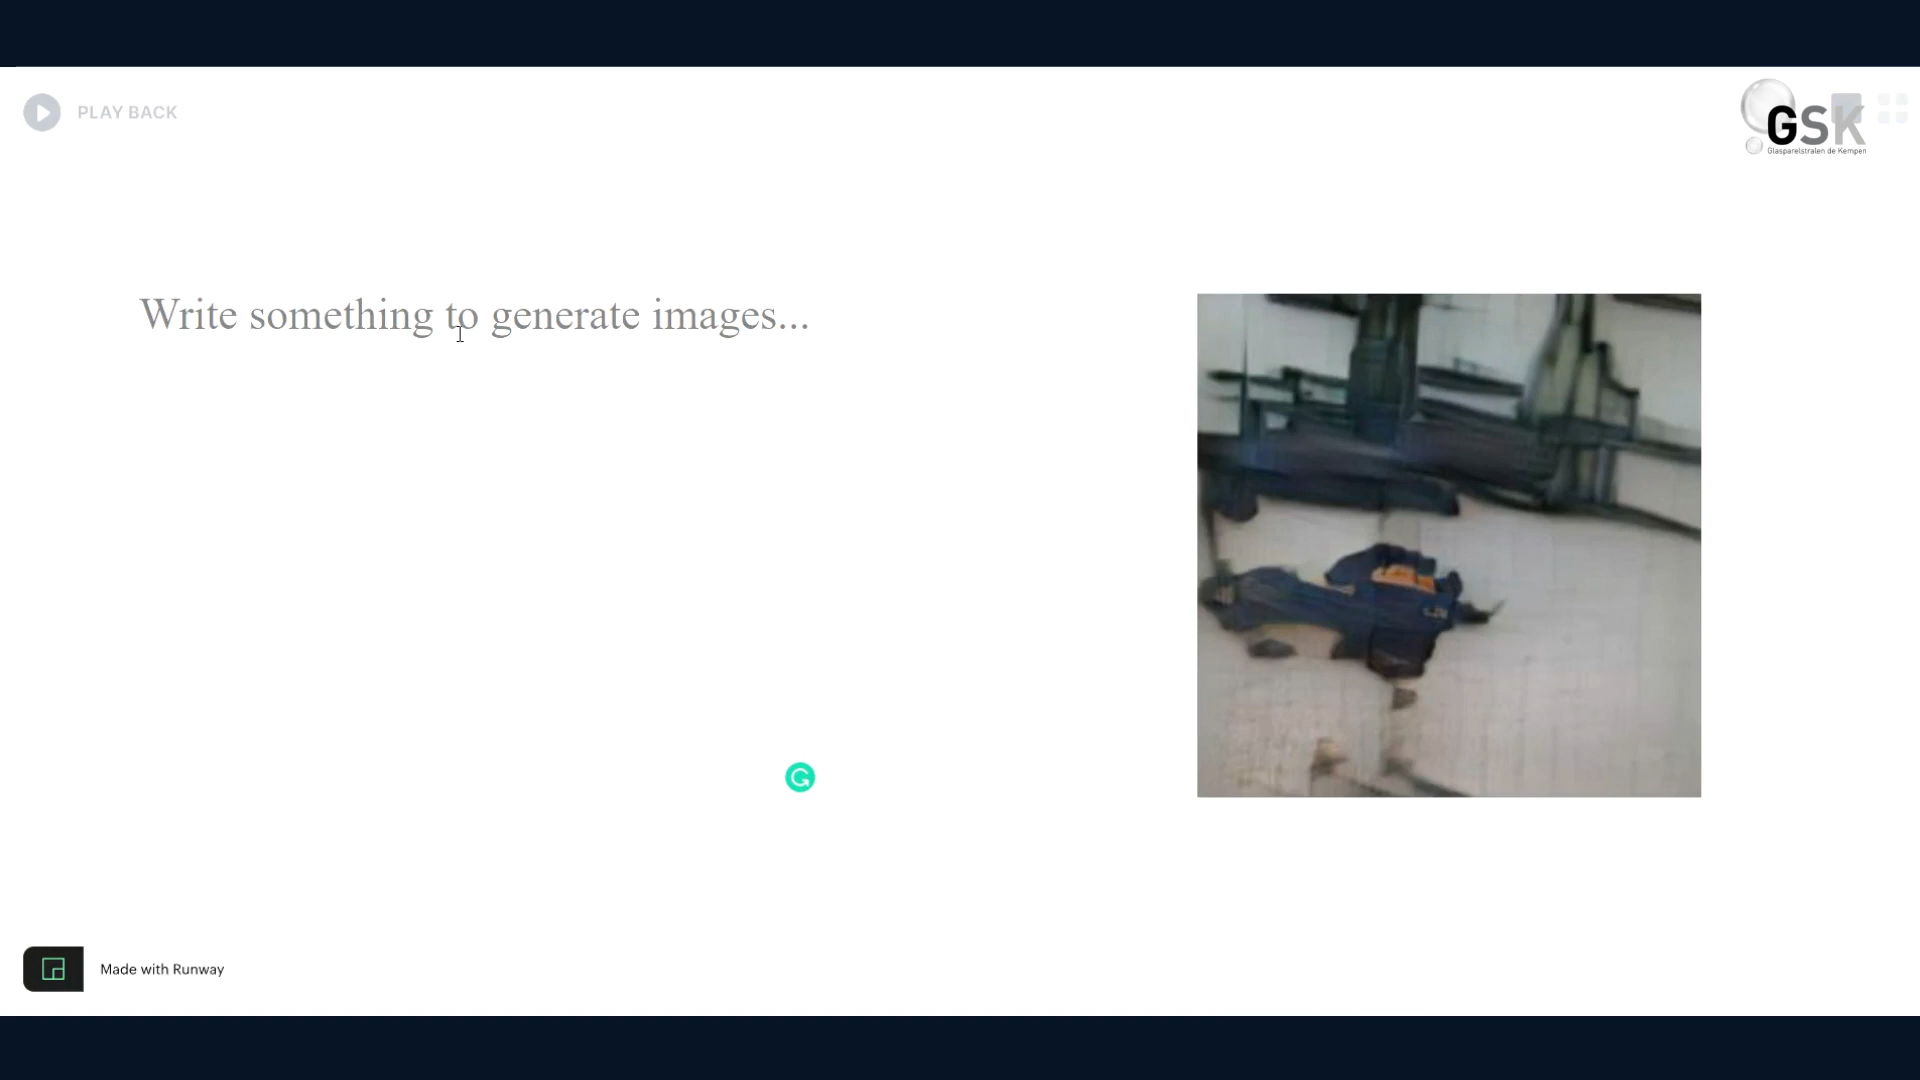 PLAY BACK
GSK
Glasparelstralen de Kempen
Write something to generate images...
Made with Runway